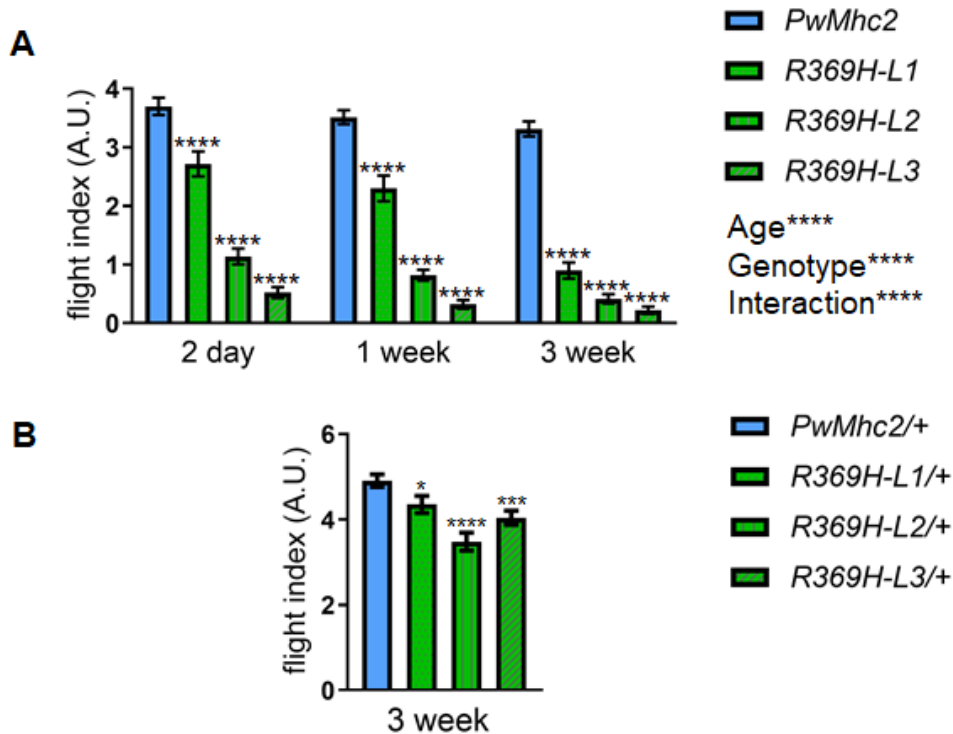 A
PwMhc2
R369H-L1
R369H-L2
R369H-L3
Age****
Genotype****
Interaction****
flight index (A.U.)
4
3
2
1
0
****
****
****
****
****
****
****
****
****
2 day 1 week 3 week
B
PwMhc2/+
R369H-L1/+
R369H-L2/+
R369H-L3/+
flight index (A.U.)
6
4
2
0
*
****
***
3 week